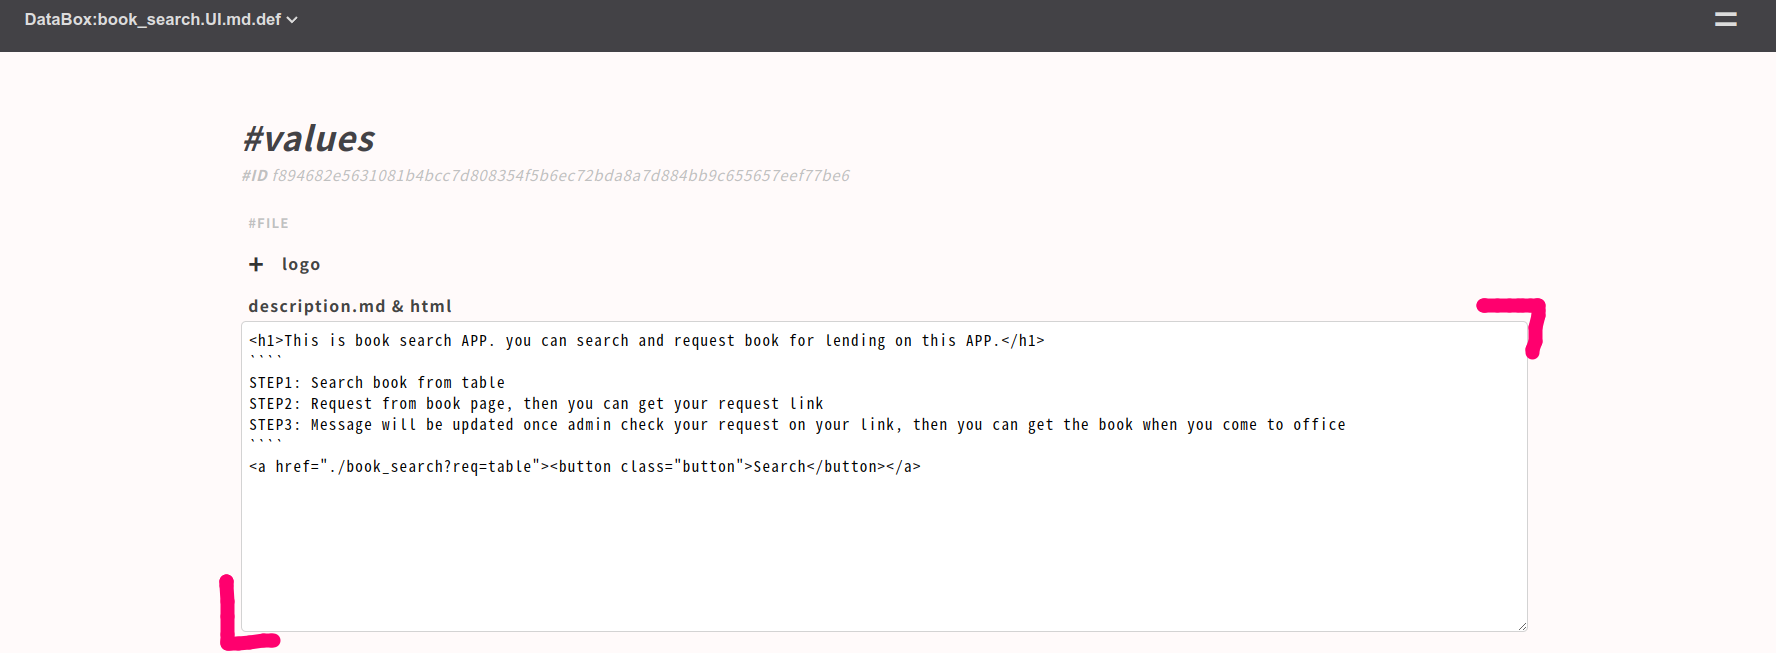 DataBox:book_search.UI.md.def
#values
#ID f894682e5631081b4bcc7d808354f5b6ec72bda8a7d884bb9c655657eef77be6
#FILE
+ logo
description.md & html
<h1>This is book search APP. you can search and request book for lending on this APP.</h1>
````
STEP1: Search book from table
STEP2: Request from book page, then you can get your request link
STEP3: Message will be updated once admin check your request on your link, then you can get the book when you come to office
````
<a href="./book_search?req=table"><button class="button">Search</button></a>